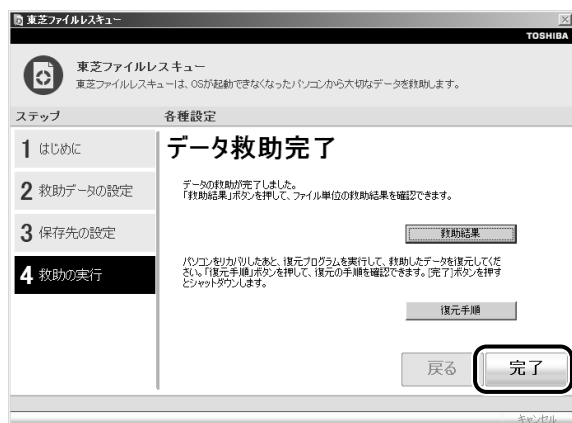 東芝ファイルレスキュー
TOSHIBA
東芝ファイルレスキュー
東芝ファイルレスキューは、OSが起動できなくなったパソコンから大切なデータを救助します。
ステップ
各種設定
1 はじめに
2 救助データの設定
3 保存先の設定
4 救助の実行
データ救助完了
データの救助が完了しました。
「救助結果」ボタンを押して、ファイル単位の救助結果を確認できます。
救助結果
パソコンをリカバリしたあと、復元プログラムを実行して、救助したデータを復元してくだ
さい。「復元手順」ボタンを押して、復元の手順を確認できます。[完了]ボタンを押す
とシャットダウンします。
復元手順
戻る
完了
キャンセル